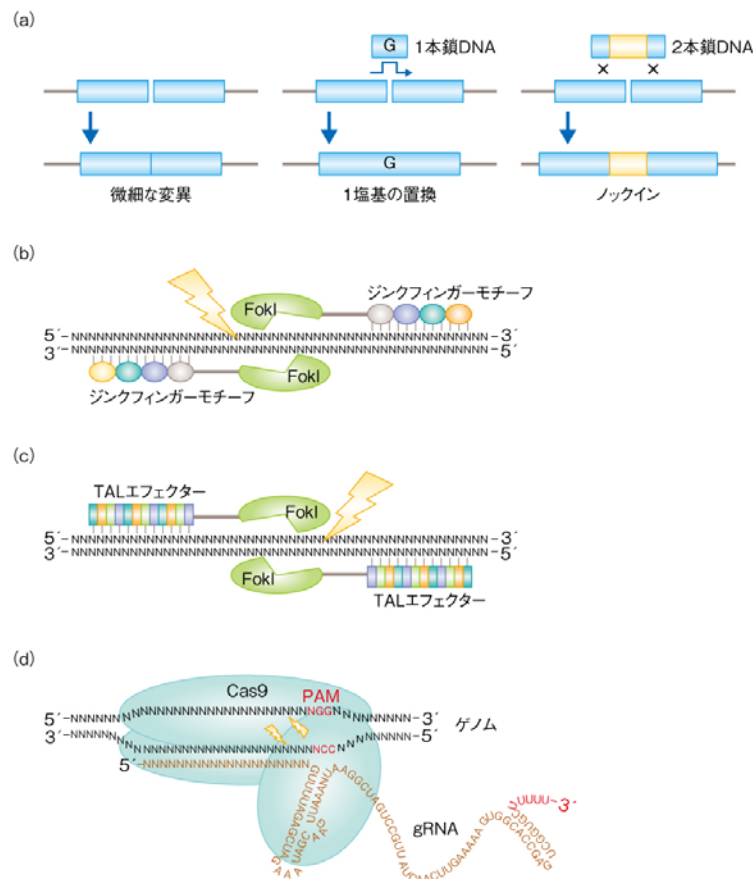 (a)
G 1本鎖DNA
2本鎖DNA
G
微細な変異
1塩基の置換
ノックイン
(b)
FokI
ジンクフィンガーモチーフ
5´-NNNNNNNNNNNNNNNNNNNNNNNNNNNNNNNNNNNNNNNNNNNNNNNNNNNNNNN-3´
3´-NNNNNNNNNNNNNNNNNNNNNNNNNNNNNNNNNNNNNNNNNNNNNNNNNNNNNNN-5´
FokI
ジンクフィンガーモチーフ
(c)
TALエフェクター
FokI
5´-NNNNNNNNNNNNNNNNNNNNNNNNNNNNNNNNNNNNNNNNNNNNNNNNNNNNNNN-3´
3´-NNNNNNNNNNNNNNNNNNNNNNNNNNNNNNNNNNNNNNNNNNNNNNNNNNNNNNN-5´
FokI
TALエフェクター
(d)
Cas9
PAM
5´-NNNNNNNNNNNNNNNNNNNNNNNNNNNNNNNNNGGNNNNNNNNNNNN-3´
ゲノム
3´-NNNNNNNNNNNNNNNNNNNNNNNNNNNNNNNNNCCNNNNNNNNNNNN-5´
5´-NNNNNNNNNNNNNNNNNNNN
gRNA
UUUU-3´